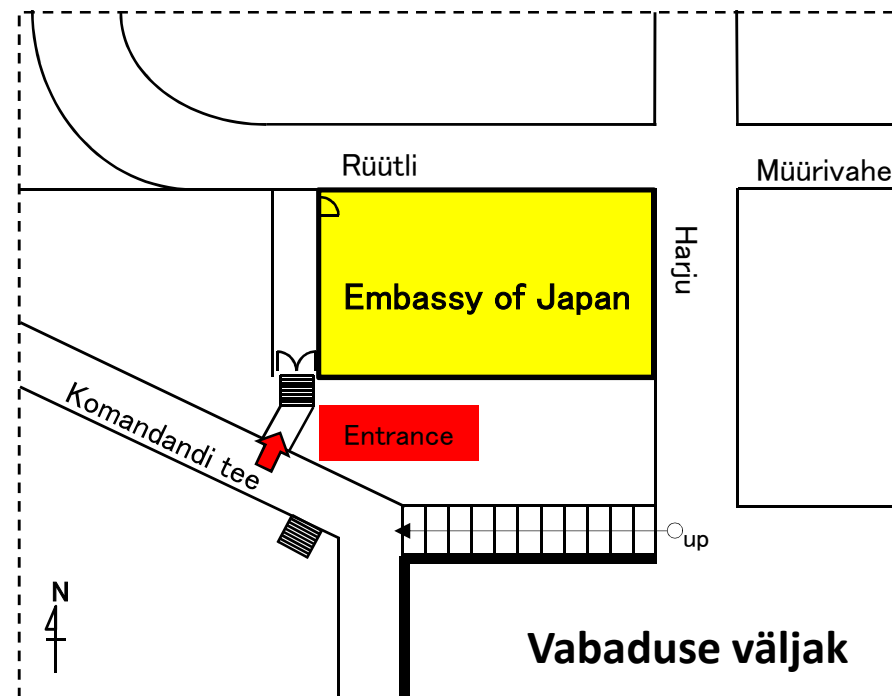 Rüütli
Müürivahe
Harju
Embassy of Japan
Komandandi tee
Entrance
up
N
Vabaduse väljak